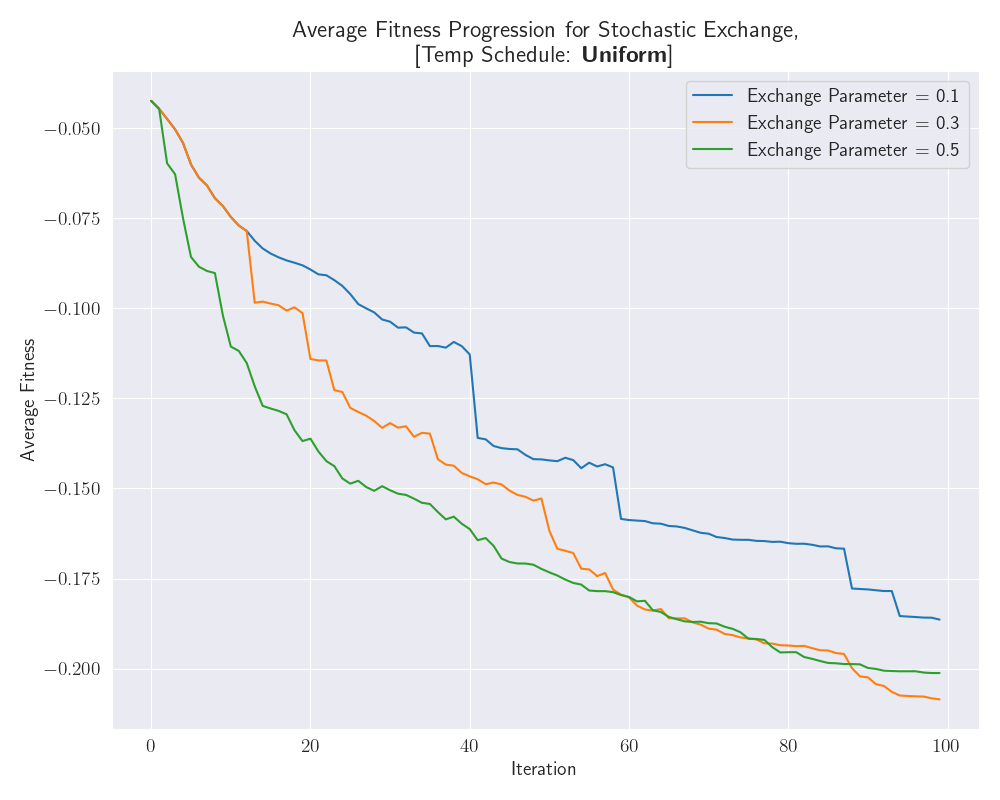 Average Fitness Progression for Stochastic Exchange,
[Temp Schedule: Uniform]
Exchange Parameter = 0.1
Exchange Parameter = 0.3
Exchange Parameter = 0.5
Average Fitness
−0.050
−0.075
−0.100
−0.125
−0.150
−0.175
−0.200
0 20 40 60 80 100
Iteration